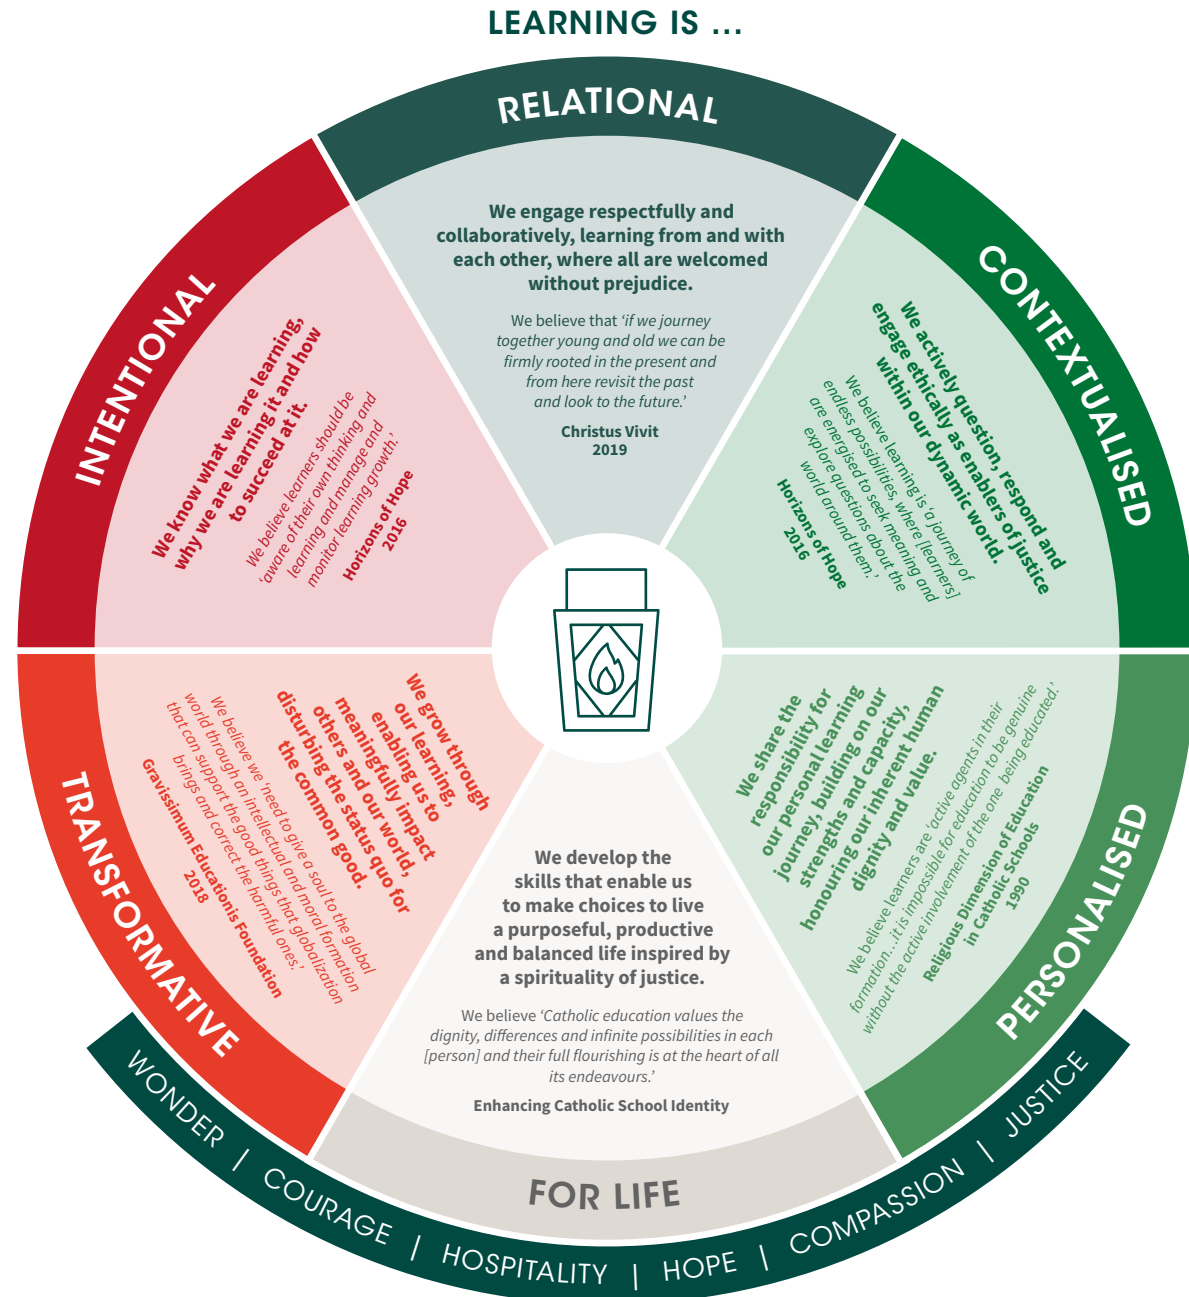 LEARNING IS ...
RELATIONAL
We engage respectfully and
collaboratively, learning from and with
each other, where all are welcomed
without prejudice.
We believe that ‘if we journey
together young and old we can be
firmly rooted in the present and
from here revisit the past
and look to the future.’
Christus Vivit
2019
CONTEXTUALISED
We actively question, respond and
engage ethically as enablers of justice
within our dynamic world.
We believe learning is ‘a journey of
endless possibilities, where [learners]
are energised to seek meaning and
explore questions about the
world around them.’
Horizons of Hope
2016
PERSONALISED
We share the
responsibility for
our personal learning
journey, building on our
strengths and capacity,
honouring our inherent human
dignity and value.
We believe learners are ‘active agents in their
formation...it is impossible for education to be genuine
without the active involvement of the one being educated.’
Religious Dimension of Education
in Catholic Schools
1990
FOR LIFE
We develop the
skills that enable us
to make choices to live
a purposeful, productive
and balanced life inspired by
a spirituality of justice.
We believe ‘Catholic education values the
dignity, differences and infinite possibilities in each
[person] and their full flourishing is at the heart of all
its endeavours.’
Enhancing Catholic School Identity
TRANSFORMATIVE
We grow through
our learning,
enabling us to
meaningfully impact
others and our world,
disturbing the status quo for
the common good.
We believe we ‘need to give a soul to the global
world through an intellectual and moral formation
that can support the good things that globalization
brings and correct the harmful ones.’
Gravissimum Educationis Foundation
2018
INTENTIONAL
We know what we are learning,
why we are learning it and how
to succeed at it.
We believe learners should be
‘aware of their own thinking and
learning and manage and
monitor learning growth.’
Horizons of Hope
2016
WONDER | COURAGE | HOSPITALITY | HOPE | COMPASSION | JUSTICE